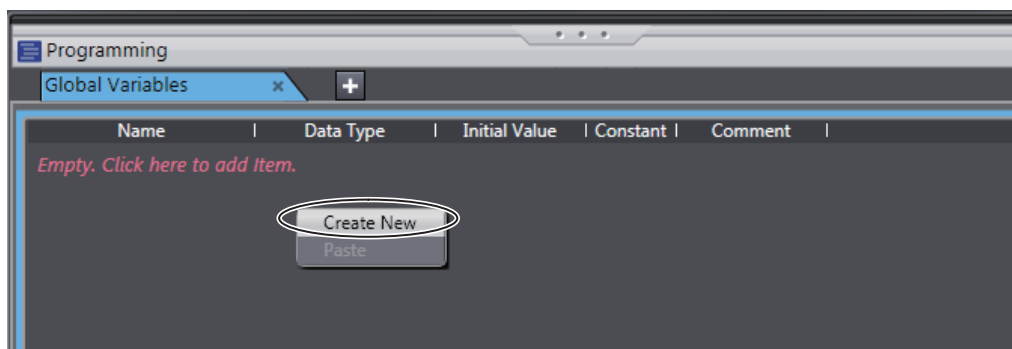 Programming
Global Variables
Name Data Type Initial Value Constant Comment
Empty. Click here to add Item.
Create New
Paste